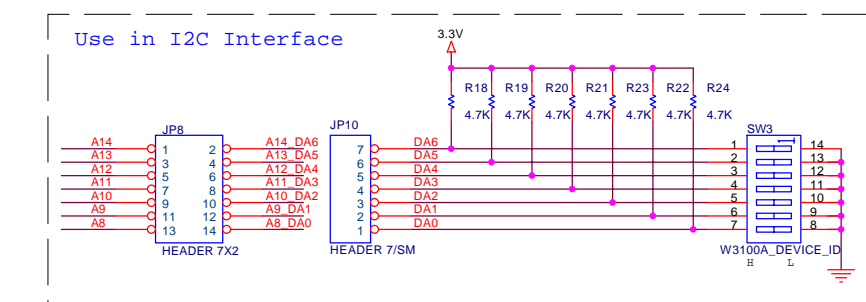 Use in I2C Interface
3.3V
R18 R19 R20 R21 R23 R22 R24
4.7K 4.7K 4.7K 4.7K 4.7K 4.7K 4.7K
JP8 JP10 SW3
A14 1 2 A14_DA6 7 DA6 1 1 14
A13 3 4 A13_DA5 6 DA5 2 13
A12 5 6 A12_DA4 5 DA4 3 12
A11 7 8 A11_DA3 4 DA3 4 11
A10 9 10 A10_DA2 3 DA2 5 10
A9 11 12 A9_DA1 2 DA1 6 9
A8 13 14 A8_DA0 1 DA0 7 8
HEADER 7X2 HEADER 7/SM W3100A_DEVICE_ID
H L